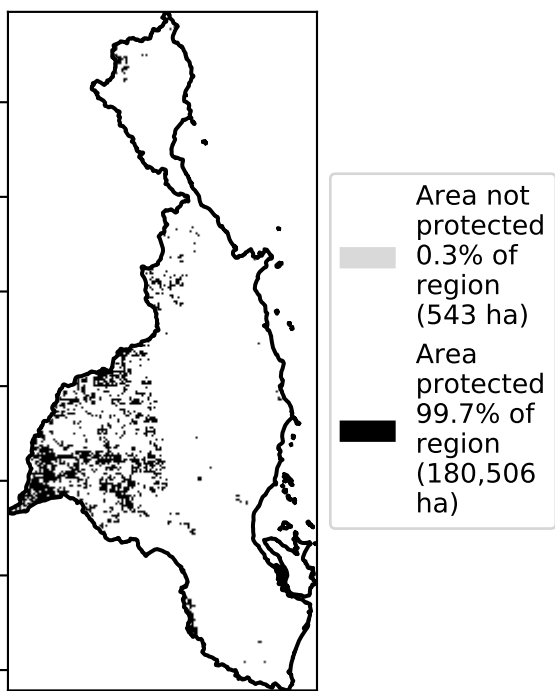 Area not
protected
0.3% of
region
(543 ha)
Area
protected
99.7% of
region
(180,506
ha)